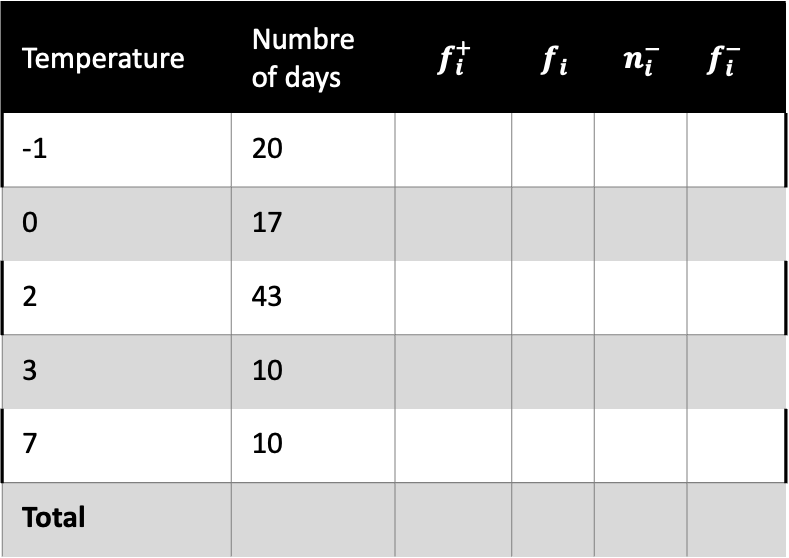 Temperature Numbre of days f_i^+ f_i n_i^- f_i^-
-1 20
0 17
2 43
3 10
7 10
Total